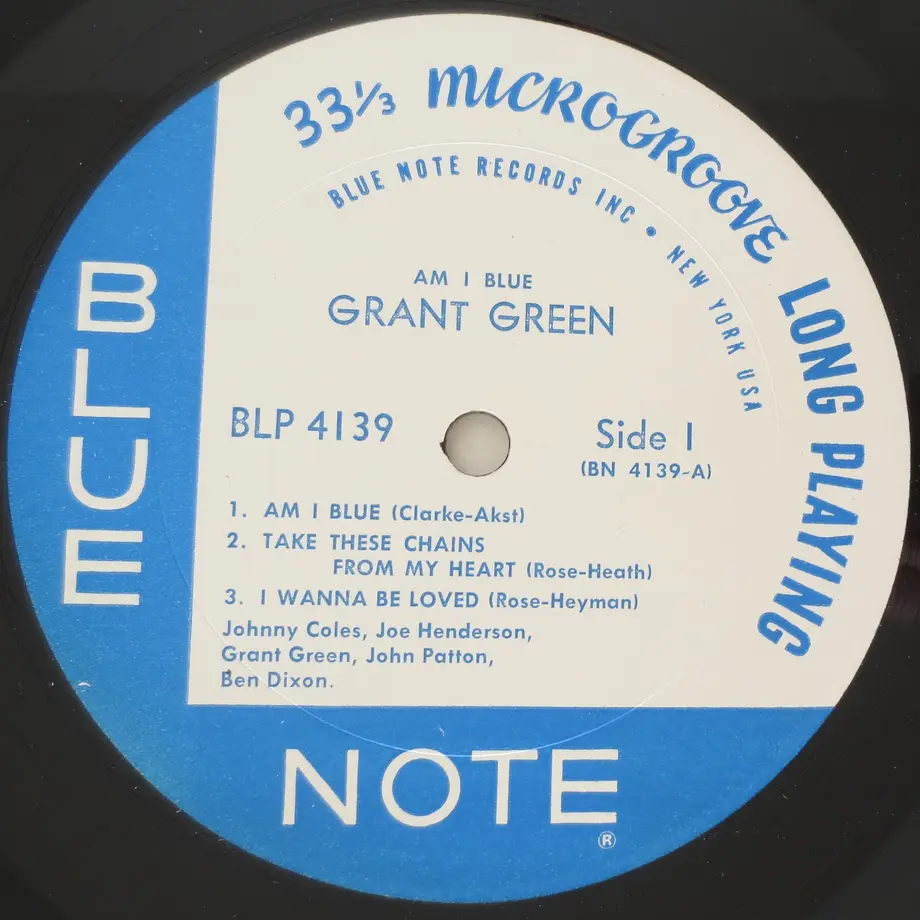 33⅓ MICROGROOVE LONG PLAYING
BLUE NOTE RECORDS INC • NEW YORK USA
AM I BLUE
GRANT GREEN
BLP 4139
Side 1
(BN 4139-A)
1. AM I BLUE (Clarke-Akst)
2. TAKE THESE CHAINS
FROM MY HEART (Rose-Heath)
3. I WANNA BE LOVED (Rose-Heyman)
Johnny Coles, Joe Henderson,
Grant Green, John Patton,
Ben Dixon.
BLUE
NOTE
®